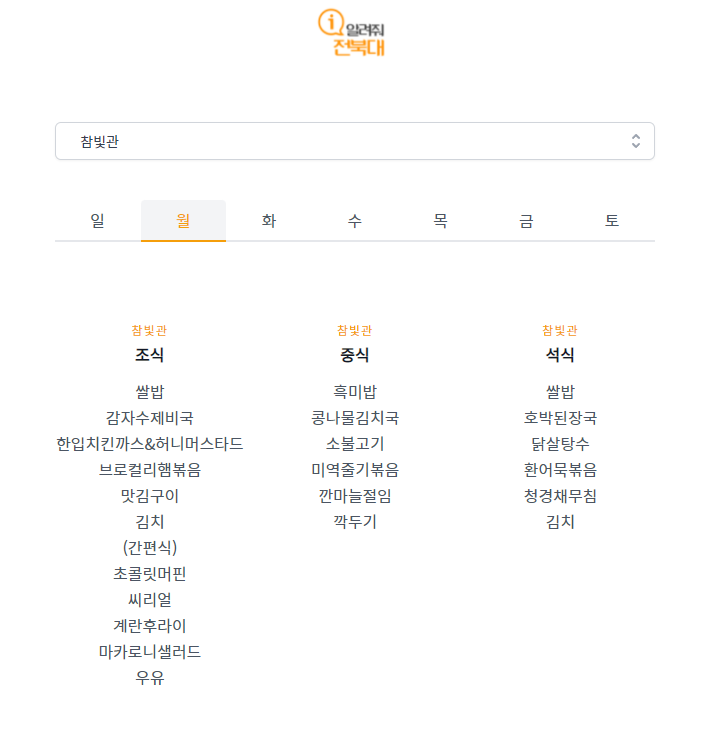 알려줘
전북대
참빛관
일 월 화 수 목 금 토
참빛관
조식
쌀밥
감자수제비국
한입치킨까스&허니머스타드
브로컬리햄볶음
맛김구이
김치
(간편식)
초콜릿머핀
씨리얼
계란후라이
마카로니샐러드
우유
참빛관
중식
흑미밥
콩나물김치국
소불고기
미역줄기볶음
깐마늘절임
깍두기
참빛관
석식
쌀밥
호박된장국
닭살탕수
환어묵볶음
청경채무침
김치